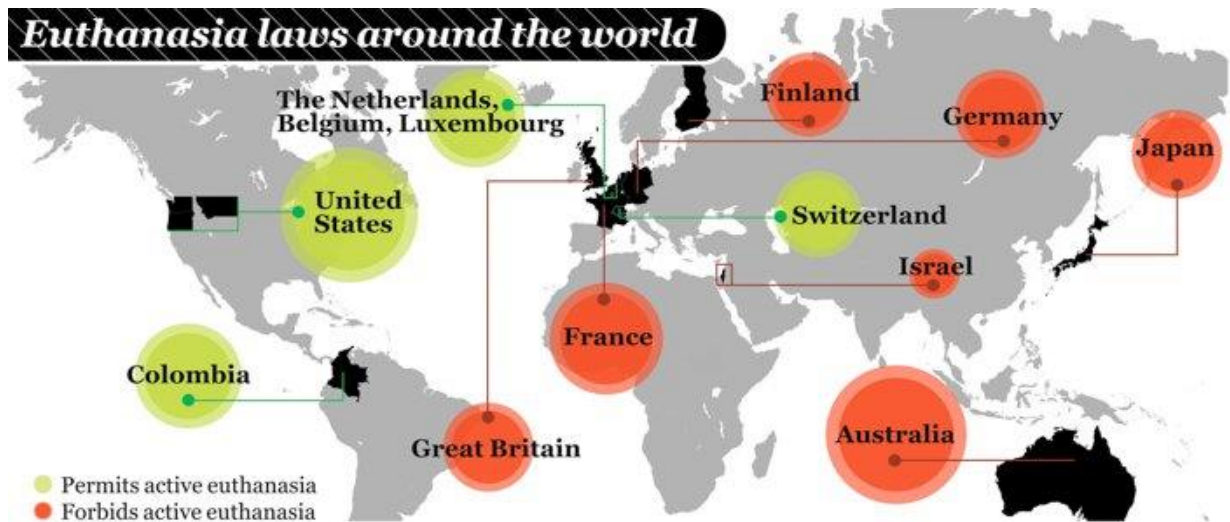 Euthanasia laws around the world
The Netherlands,
Belgium, Luxembourg
Finland
Germany
Japan
United
States
Switzerland
Israel
France
Colombia
Great Britain
Australia
Permits active euthanasia
Forbids active euthanasia